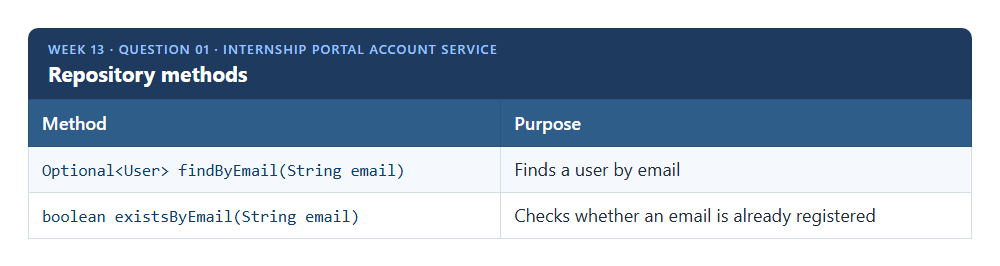 WEEK 13 · QUESTION 01 · INTERNSHIP PORTAL ACCOUNT SERVICE
Repository methods
Method Purpose
Optional<User> findByEmail(String email) Finds a user by email
boolean existsByEmail(String email) Checks whether an email is already registered